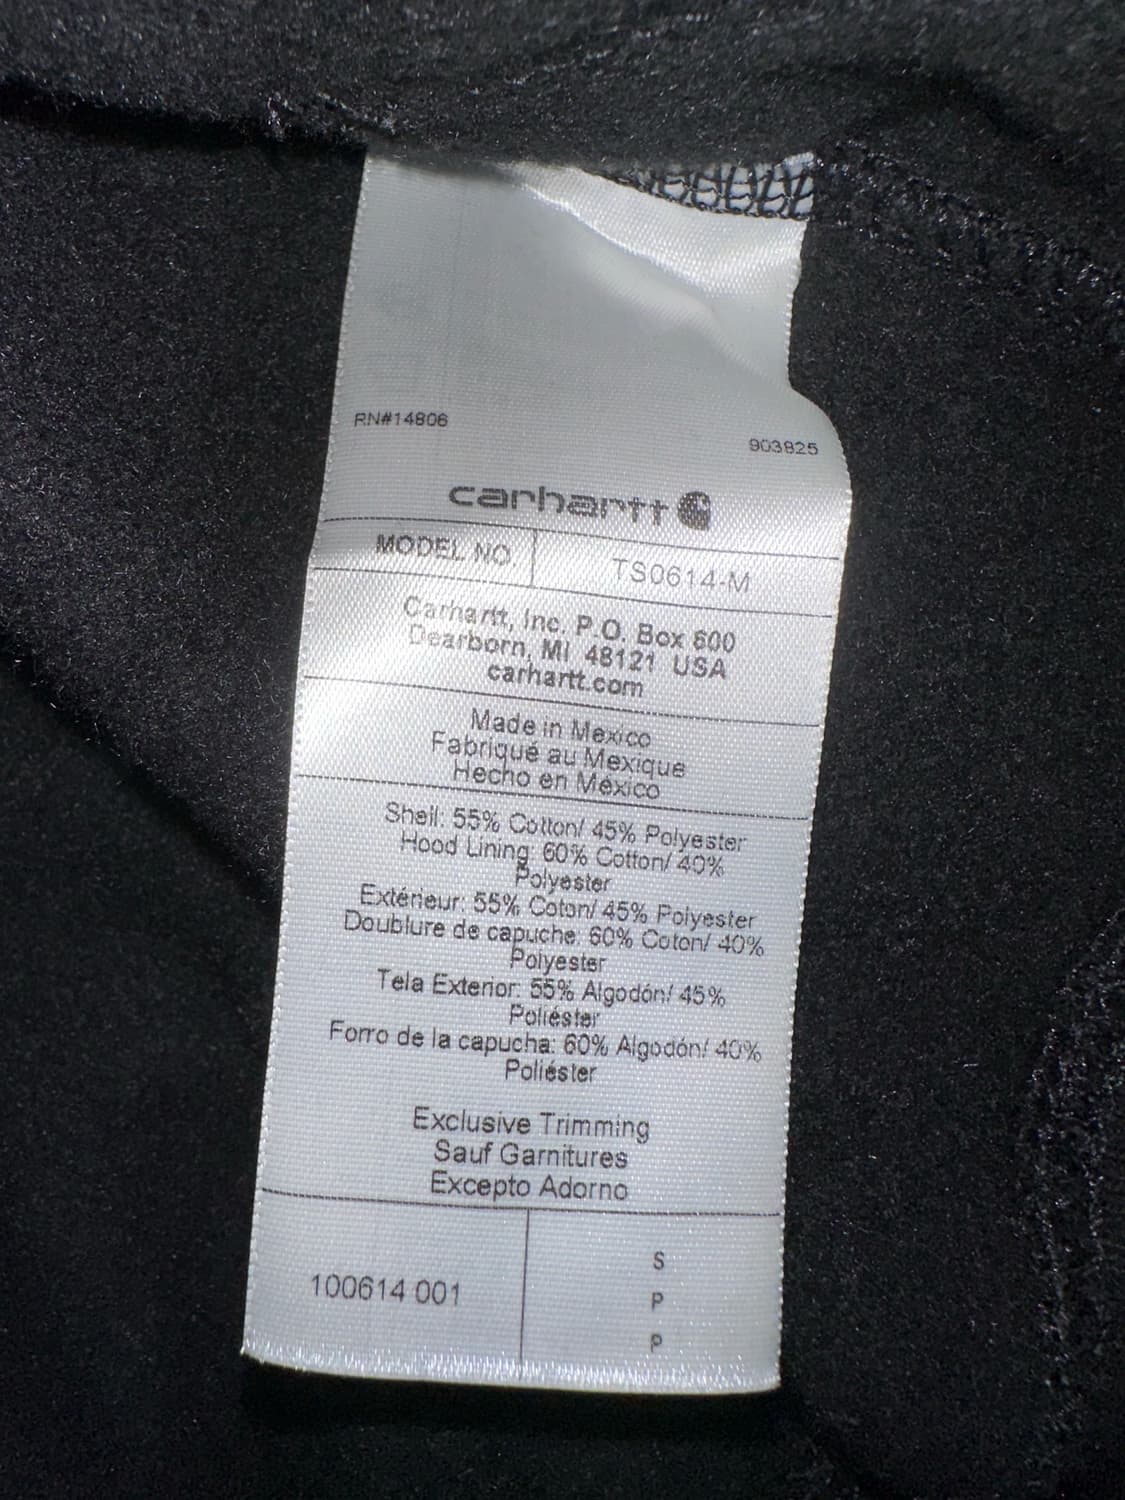 RN#14806
903825
carhartt
MODEL NO. TS0614-M
Carhartt, Inc. P.O. Box 600
Dearborn, MI 48121 USA
carhartt.com
Made in Mexico
Fabriqué au Mexique
Hecho en México
Shell: 55% Cotton/ 45% Polyester
Hood Lining: 60% Cotton/ 40%
Polyester
Extérieur: 55% Coton/ 45% Polyester
Doublure de capuche: 60% Coton/ 40%
Polyester
Tela Exterior: 55% Algodón/ 45%
Poliéster
Forro de la capucha: 60% Algodón/ 40%
Poliéster
Exclusive Trimming
Sauf Garnitures
Excepto Adorno
100614 001
S
P
P